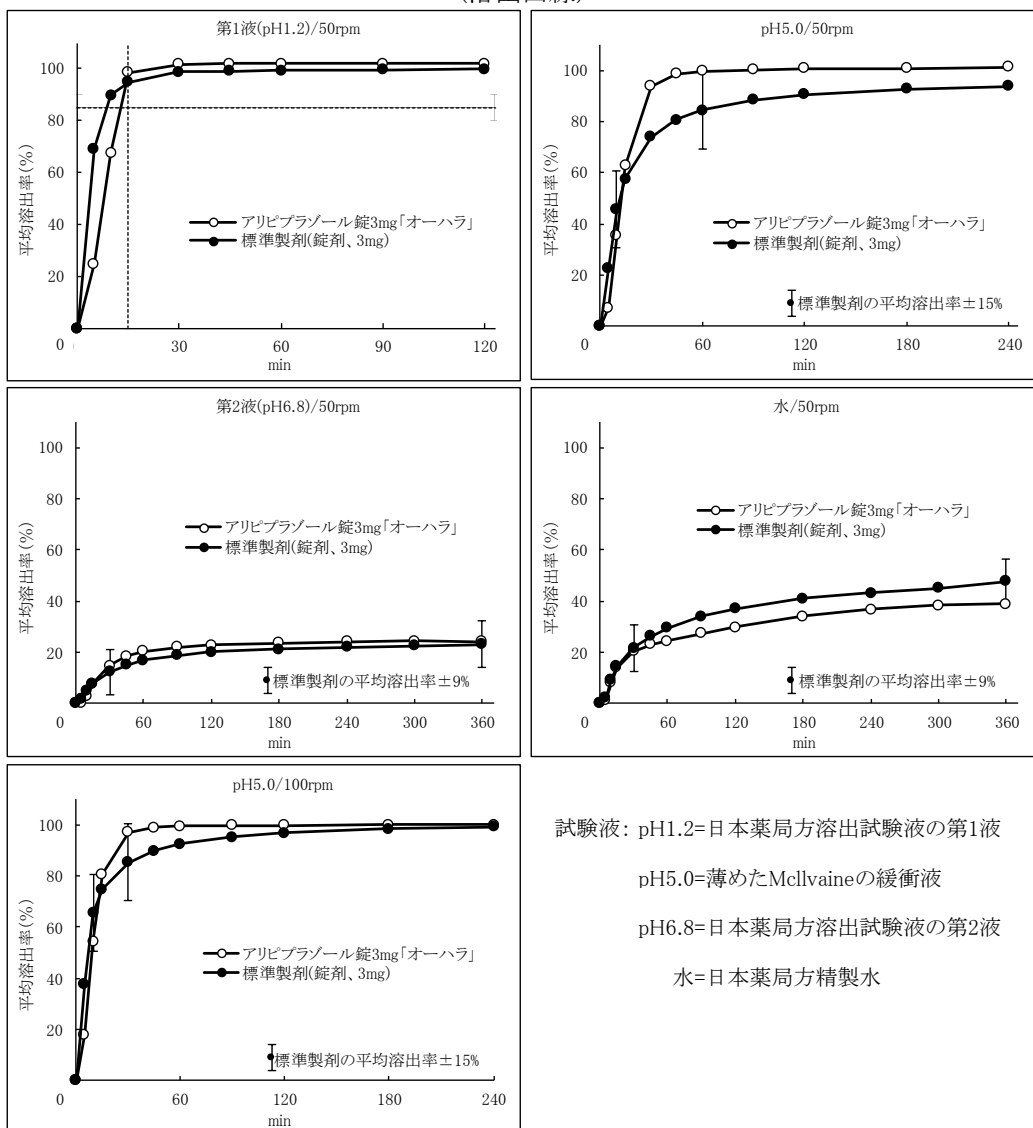 第1液(pH1.2)/50rpm
平均溶出率(%)
100
80
60
40
20
0
30
60
90
120
min
アリピプラゾール錠3mg「オーハラ」
標準製剤(錠剤、3mg)
pH5.0/50rpm
平均溶出率(%)
100
80
60
40
20
0
60
120
180
240
min
アリピプラゾール錠3mg「オーハラ」
標準製剤(錠剤、3mg)
標準製剤の平均溶出率±15%
第2液(pH6.8)/50rpm
平均溶出率(%)
100
80
60
40
20
0
60
120
180
240
300
360
min
アリピプラゾール錠3mg「オーハラ」
標準製剤(錠剤、3mg)
標準製剤の平均溶出率±9%
水/50rpm
平均溶出率(%)
100
80
60
40
20
0
60
120
180
240
300
360
min
アリピプラゾール錠3mg「オーハラ」
標準製剤(錠剤、3mg)
標準製剤の平均溶出率±9%
pH5.0/100rpm
平均溶出率(%)
100
80
60
40
20
0
60
120
180
240
min
アリピプラゾール錠3mg「オーハラ」
標準製剤(錠剤、3mg)
標準製剤の平均溶出率±15%
試験液: pH1.2=日本薬局方溶出試験液の第1液
pH5.0=薄めたMcIlvaineの緩衝液
pH6.8=日本薬局方溶出試験液の第2液
水=日本薬局方精製水